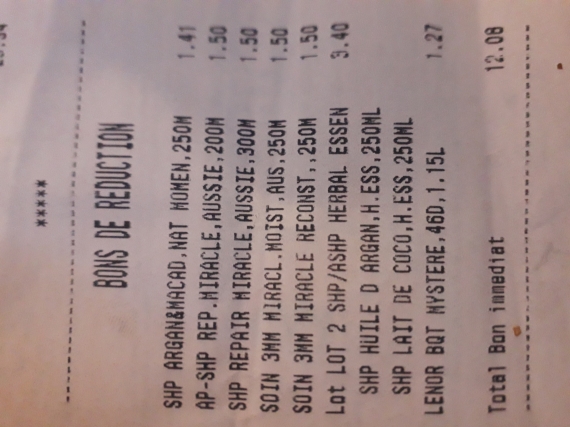 *****
BONS DE REDUCTION
SHP ARGAN&MACAD,NAT MOMEN,250M 1.41
AP-SHP REP.MIRACLE,AUSSIE,200M 1.50
SHP REPAIR MIRACLE,AUSSIE,300M 1.50
SOIN 3MM MIRACL.MOIST,AUS,250M 1.50
SOIN 3MM MIRACLE RECONST,,250M 1.50
Lot LOT 2 SHP/ASHP HERBAL ESSEN 3.40
SHP HUILE D ARGAN,H.ESS,250ML
SHP LAIT DE COCO,H.ESS,250ML
LENOR BQT MYSTERE,46D,1.15L 1.27
Total Bon immediat 12.08